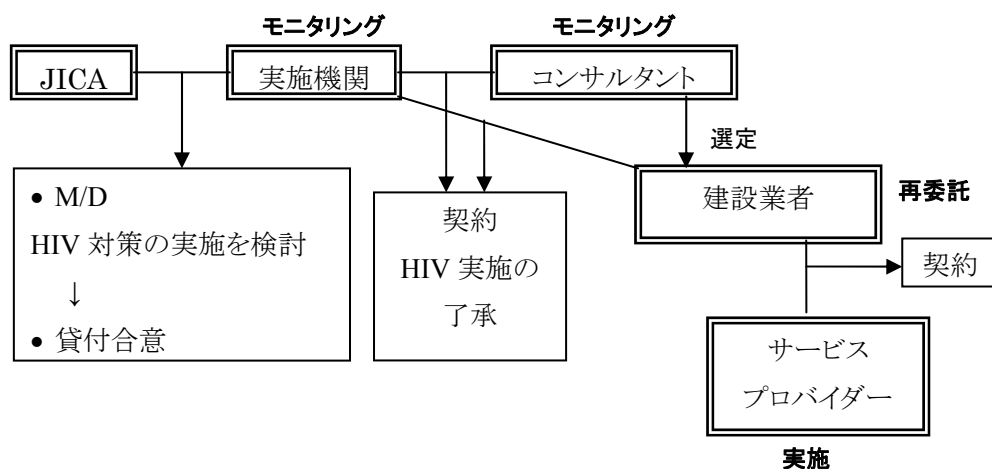 モニタリング
モニタリング
JICA
実施機関
コンサルタント
選定
• M/D
HIV 対策の実施を検討
↓
• 貸付合意
契約
HIV 実施の
了承
建設業者
再委託
契約
サービス
プロバイダー
実施